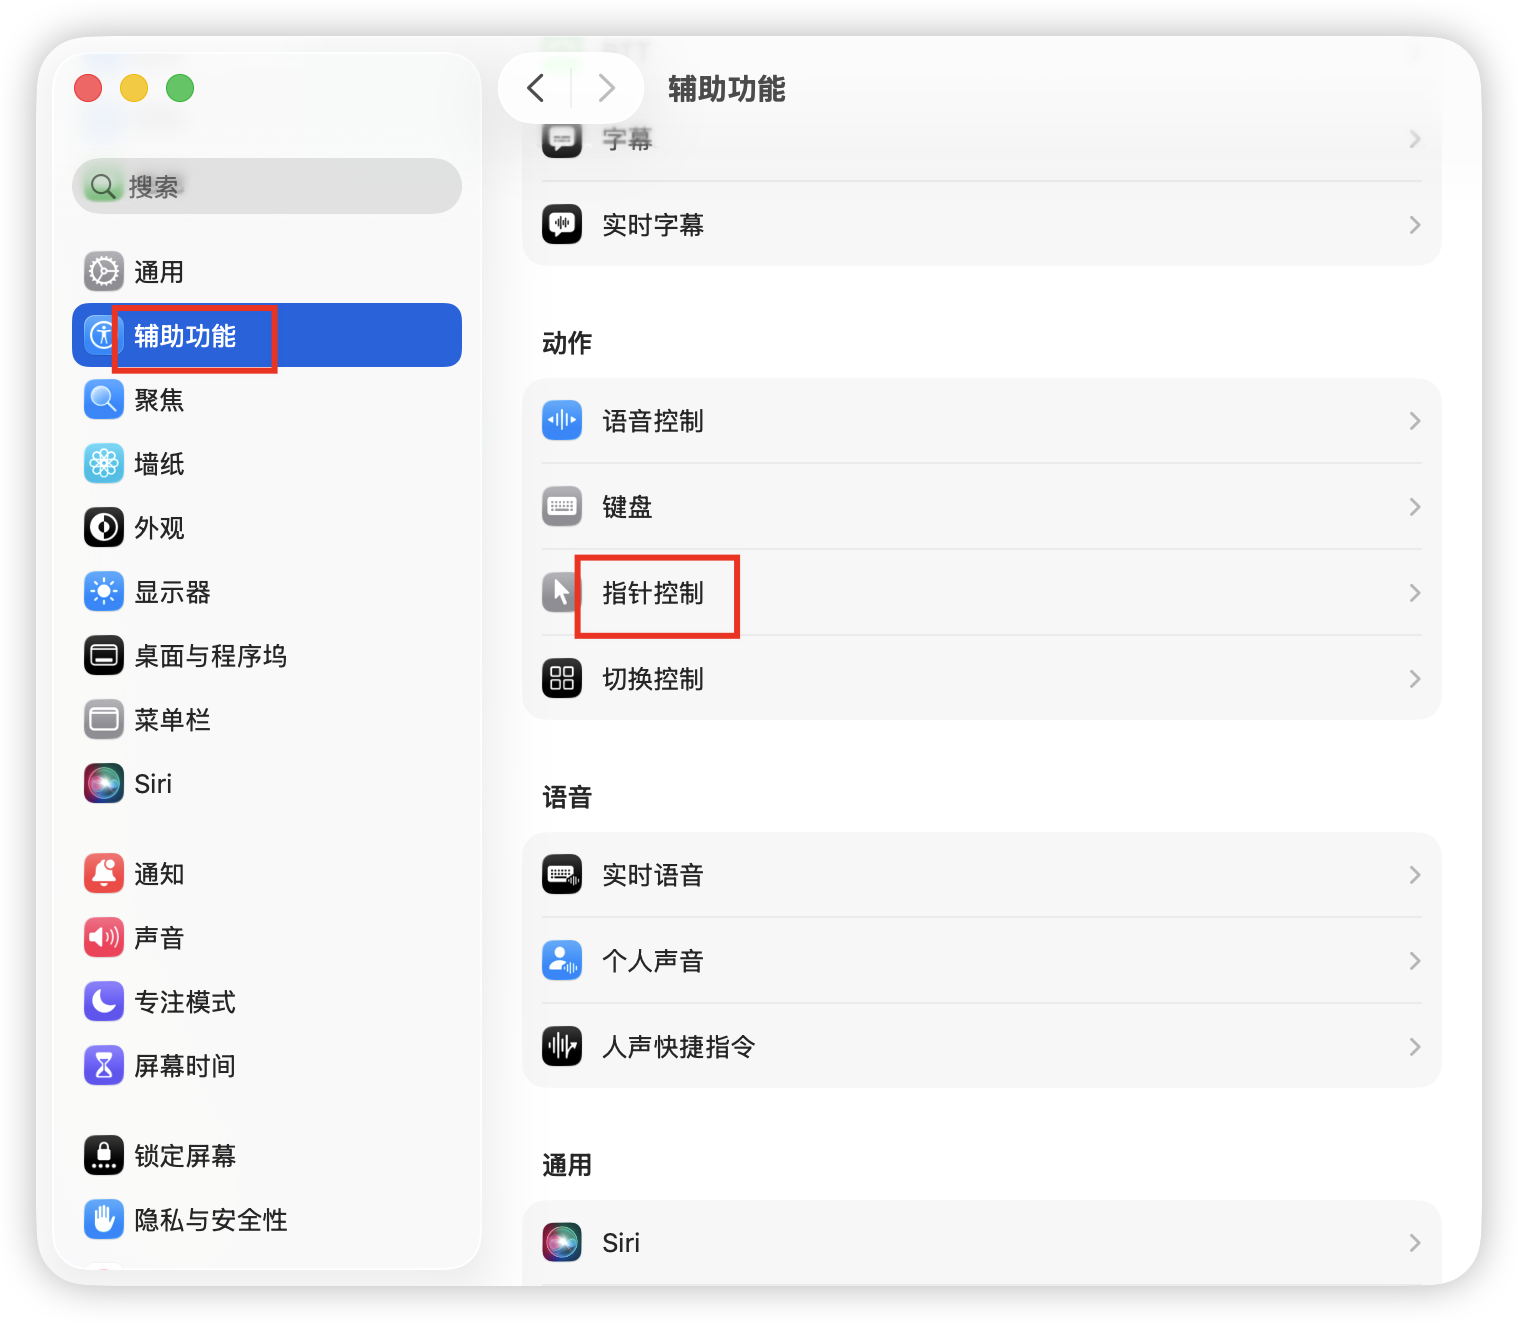 搜索
通用
辅助功能
聚焦
墙纸
外观
显示器
桌面与程序坞
菜单栏
Siri
通知
声音
专注模式
屏幕时间
锁定屏幕
隐私与安全性
辅助功能
字幕
实时字幕
动作
语音控制
键盘
指针控制
切换控制
语音
实时语音
个人声音
人声快捷指令
通用
Siri